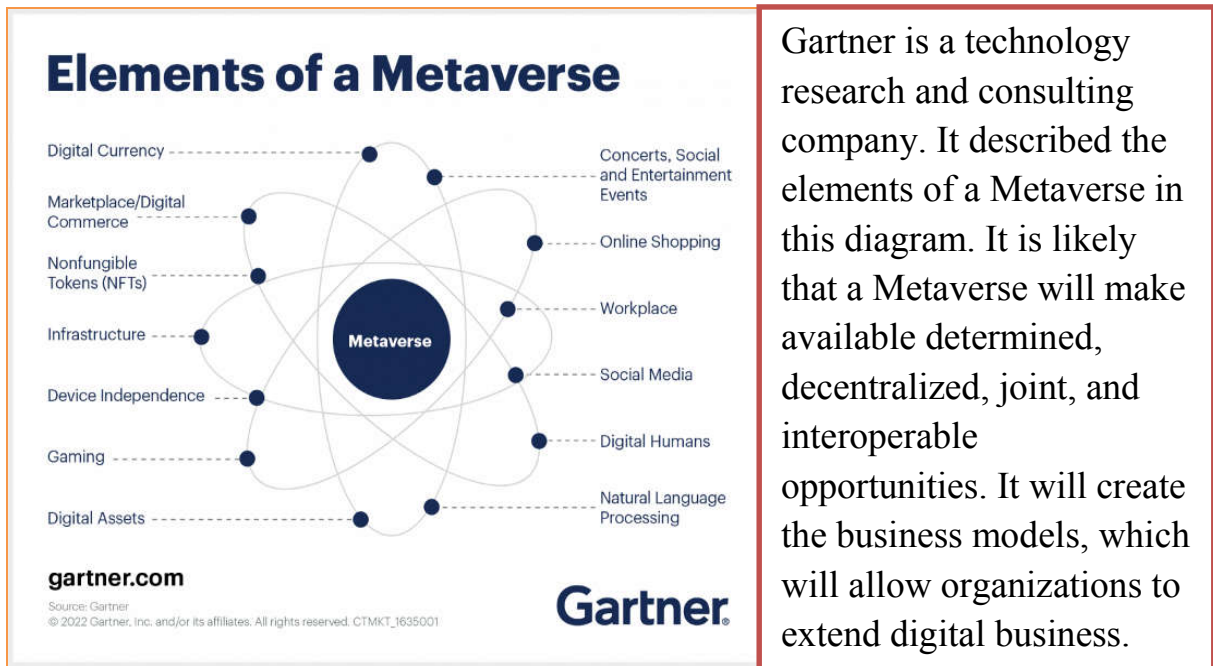 Elements of a Metaverse
Digital Currency
Marketplace/Digital
Commerce
Nonfungible
Tokens (NFTs)
Infrastructure
Device Independence
Gaming
Digital Assets
Metaverse
Concerts, Social
and Entertainment
Events
Online Shopping
Workplace
Social Media
Digital Humans
Natural Language
Processing
gartner.com
Source: Gartner
© 2022 Gartner, Inc. and/or its affiliates. All rights reserved. CTMKT_1635001
Gartner®
Gartner is a technology
research and consulting
company. It described the
elements of a Metaverse in
this diagram. It is likely
that a Metaverse will make
available determined,
decentralized, joint, and
interoperable
opportunities. It will create
the business models, which
will allow organizations to
extend digital business.